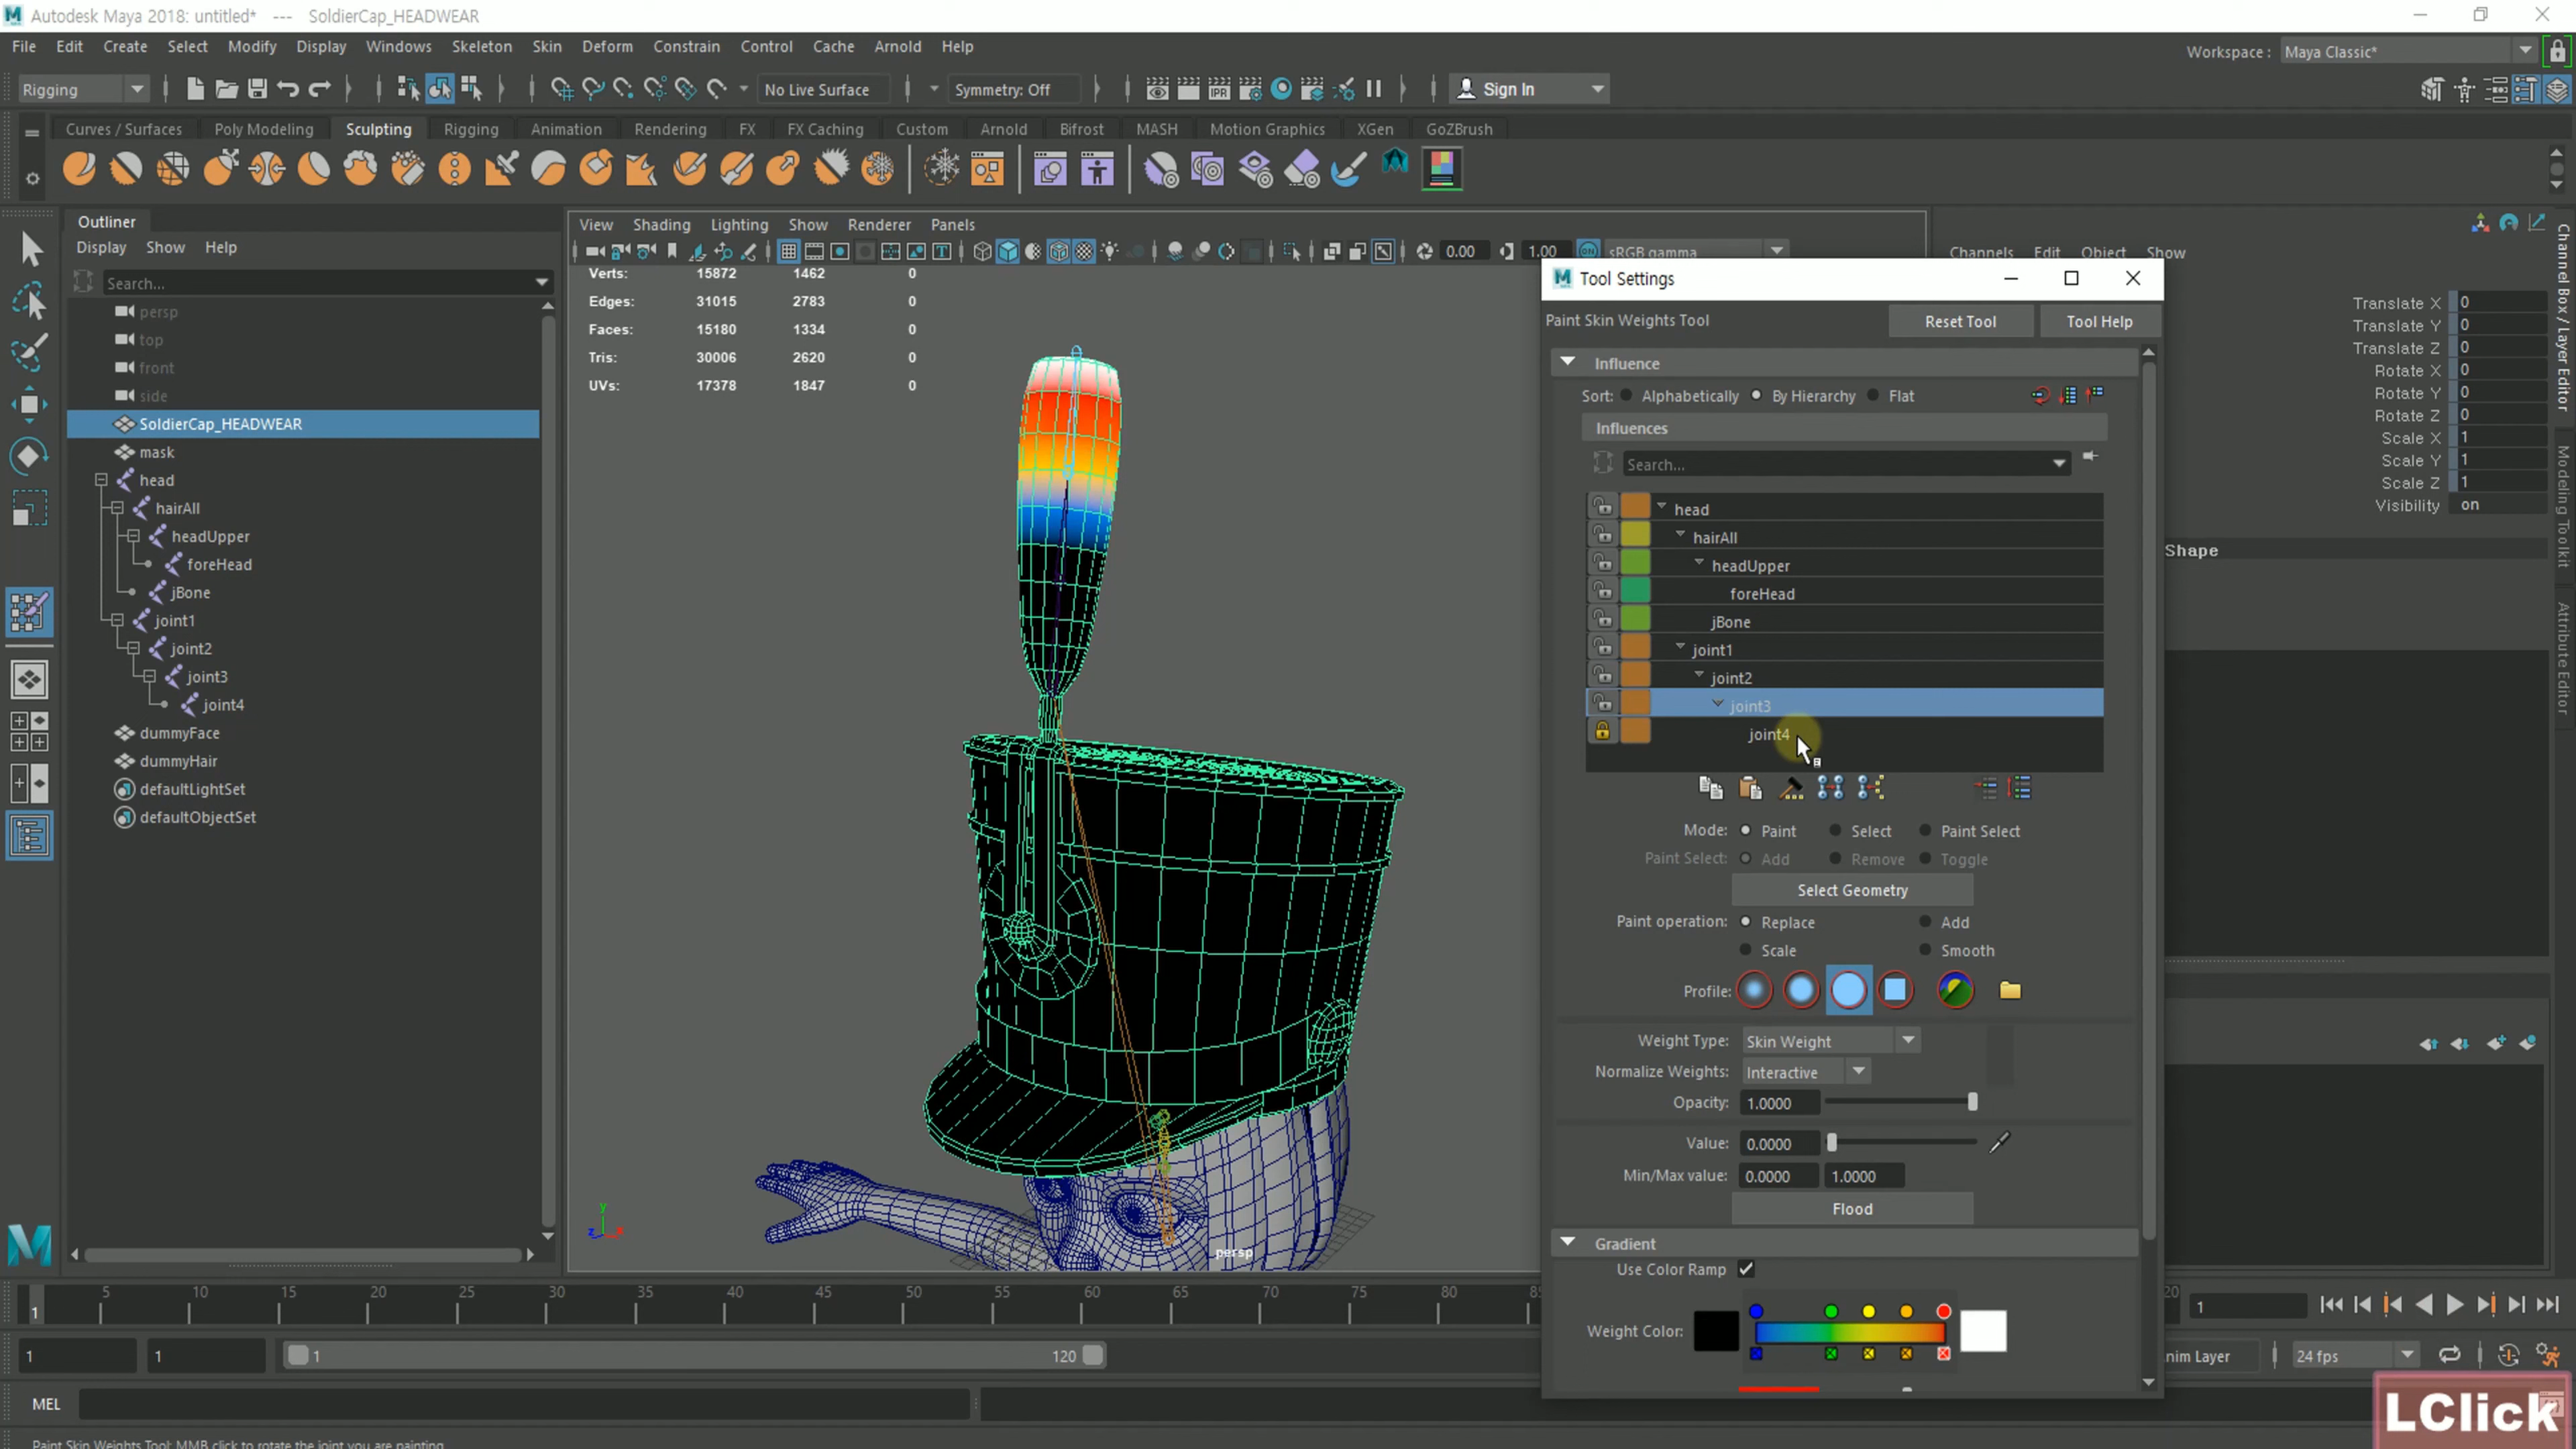 Autodesk Maya 2018: untitled* --- SoldierCap_HEADWEAR
File Edit Create Select Modify Display Windows Skeleton Skin Deform Constrain Control Cache Arnold Help
Workspace : Maya Classic*
Rigging No Live Surface Symmetry: Off Sign In
Curves / Surfaces Poly Modeling Sculpting Rigging Animation Rendering FX FX Caching Custom Arnold Bifrost MASH Motion Graphics XGen GoZBrush
Outliner
Display Show Help
Search...
persp
top
front
side
SoldierCap_HEADWEAR
mask
head
hairAll
headUpper
foreHead
jBone
joint1
joint2
joint3
joint4
dummyFace
dummyHair
defaultLightSet
defaultObjectSet
View Shading Lighting Show Renderer Panels
0.00 1.00 sRGB gamma
Verts: 15872 1462 0
Edges: 31015 2783 0
Faces: 15180 1334 0
Tris: 30006 2620 0
UVs: 17378 1847 0
persp
Tool Settings
Paint Skin Weights Tool Reset Tool Tool Help
Influence
Sort: Alphabetically By Hierarchy Flat
Influences
Search...
head
hairAll
headUpper
foreHead
jBone
joint1
joint2
joint3
joint4
Mode: Paint Select Paint Select
Paint Select: Add Remove Toggle
Select Geometry
Paint operation: Replace Add
Scale Smooth
Profile:
Weight Type: Skin Weight
Normalize Weights: Interactive
Opacity: 1.0000
Value: 0.0000
Min/Max value: 0.0000 1.0000
Flood
Gradient
Use Color Ramp
Weight Color:
Channels Edit Object Show
Translate X 0
Translate Y 0
Translate Z 0
Rotate X 0
Rotate Y 0
Rotate Z 0
Scale X 1
Scale Y 1
Scale Z 1
Visibility on
Shape
Channel Box / Layer Editor
Modeling Toolkit
Attribute Editor
1 5 10 15 20 25 30 35 40 45 50 55 60 65 70 75 80 20 1
1 1 1 120 nim Layer 24 fps
MEL
Paint Skin Weights Tool: MMB click to rotate the joint you are painting
LClick